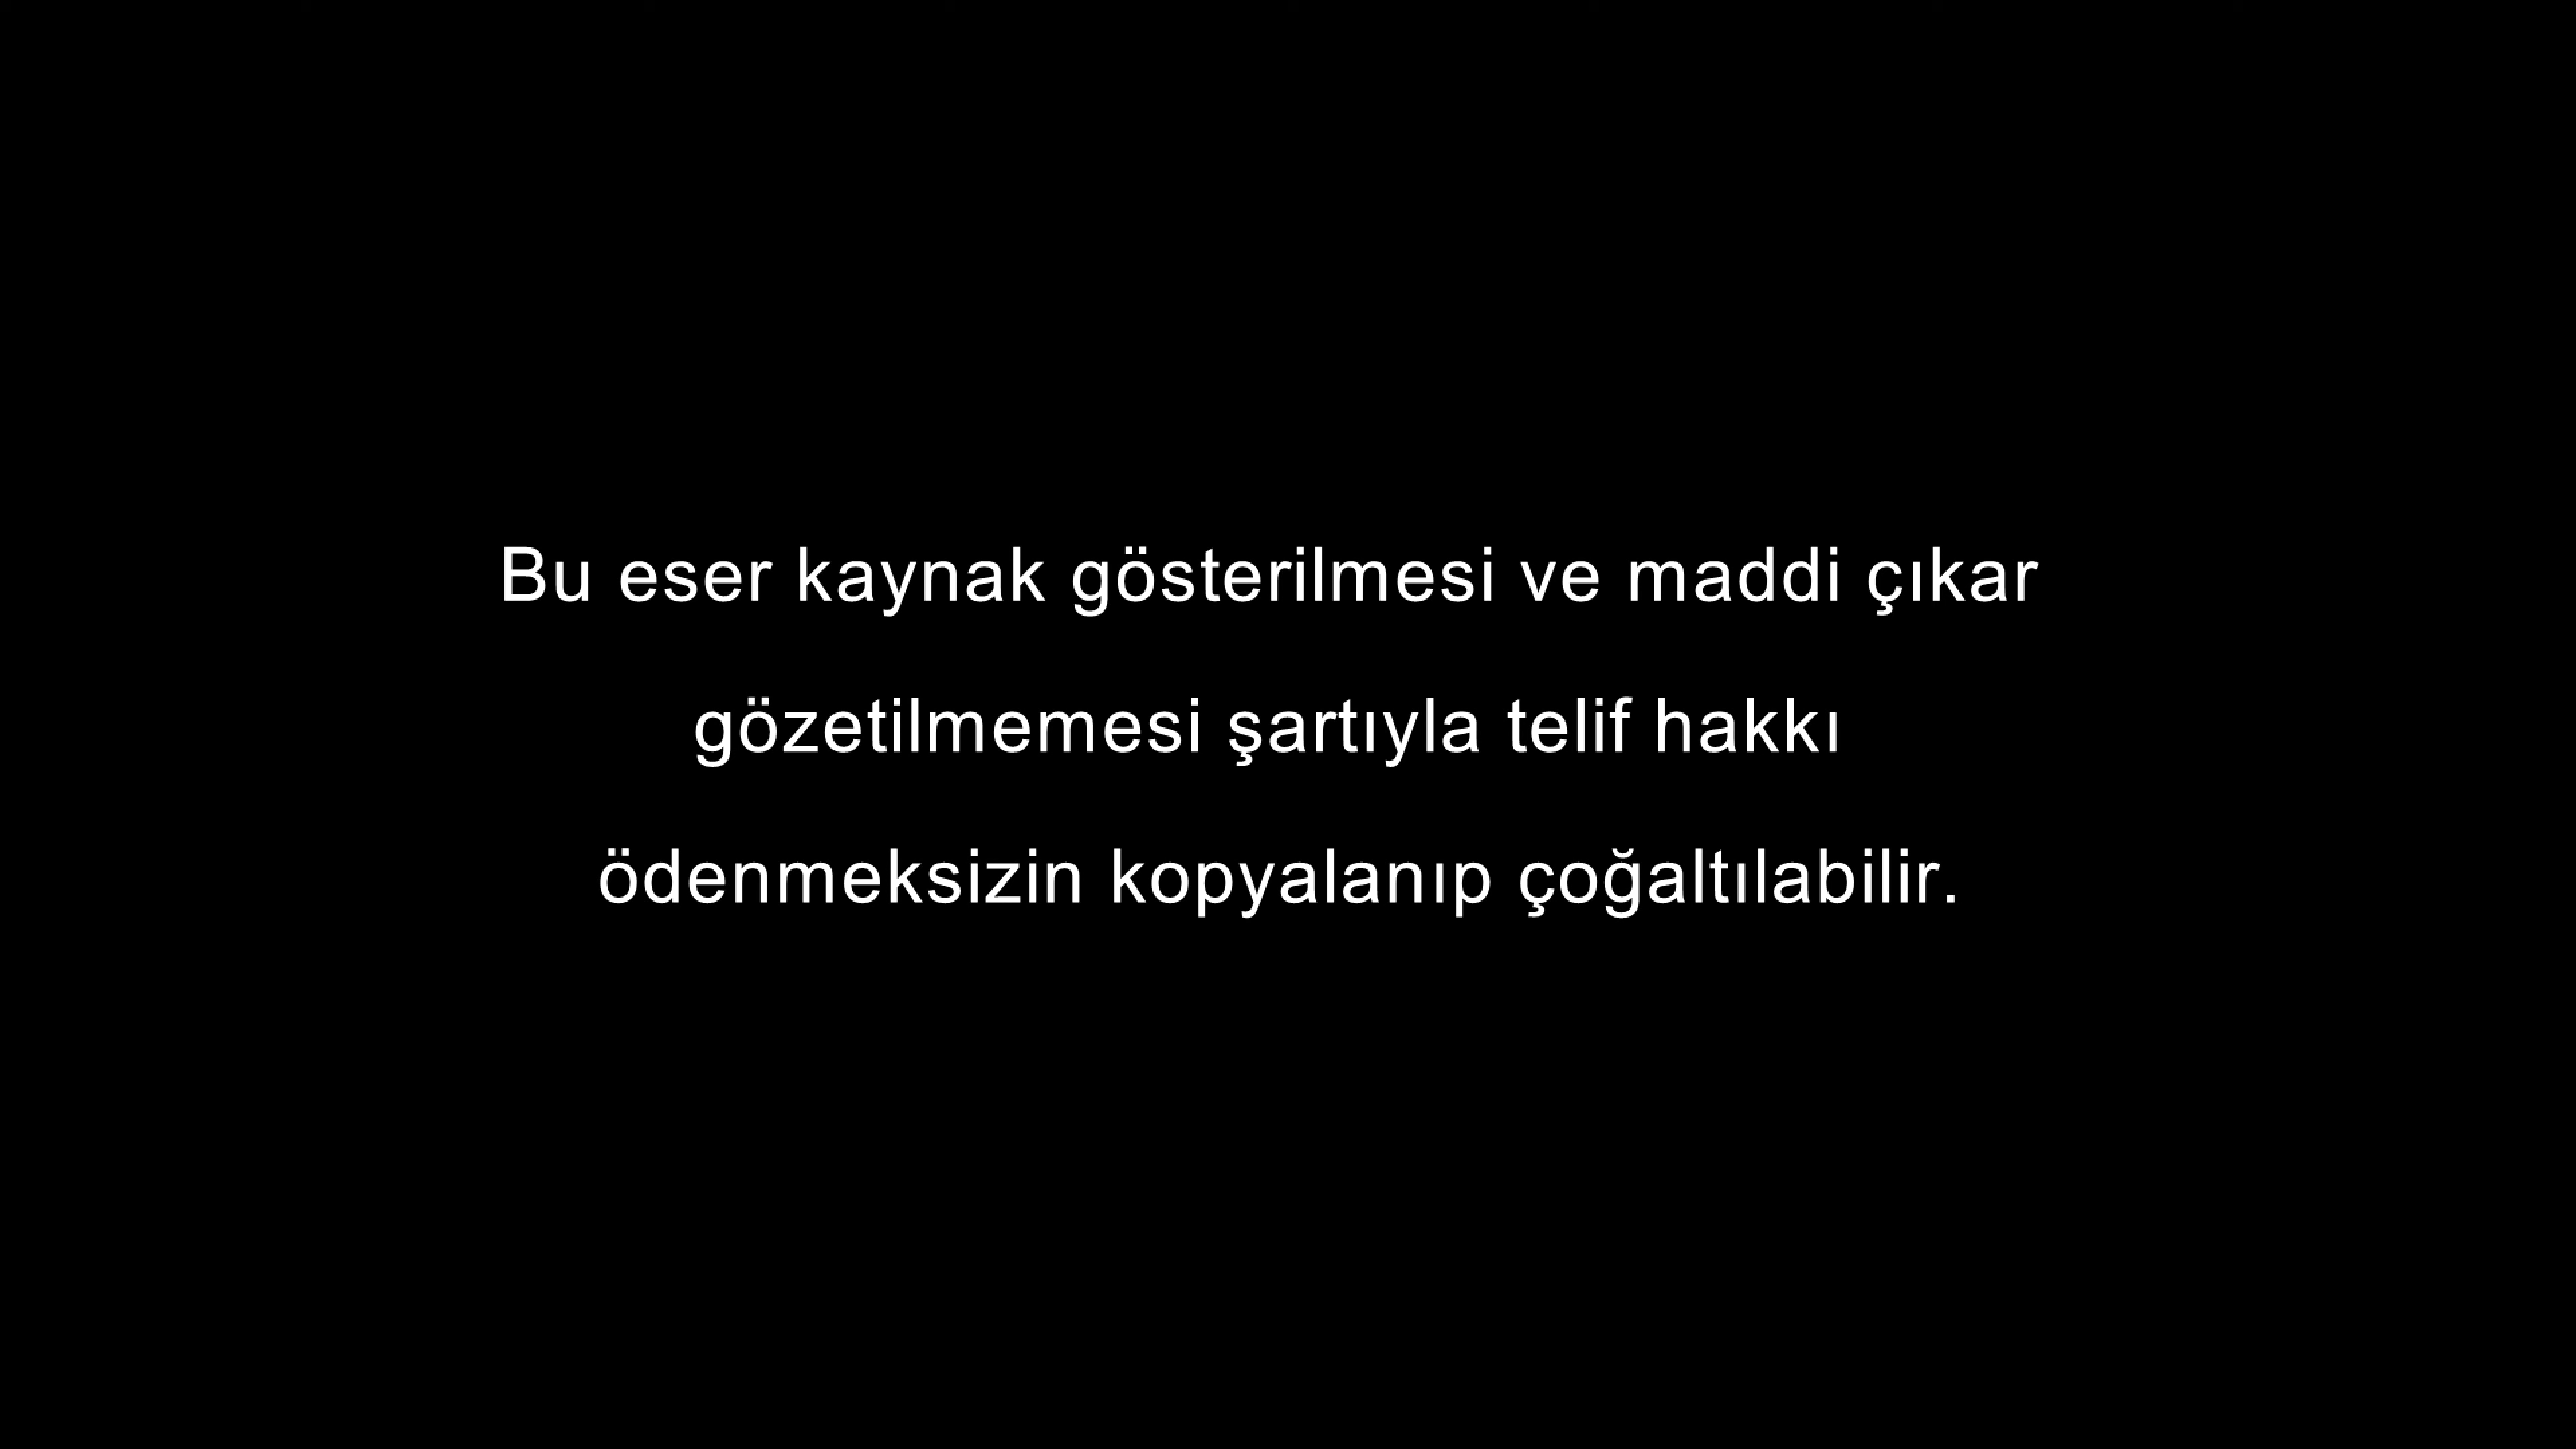 Bu eser kaynak gösterilmesi ve maddi çıkar
gözetilmemesi şartıyla telif hakkı
ödenmeksizin kopyalanıp çoğaltılabilir.